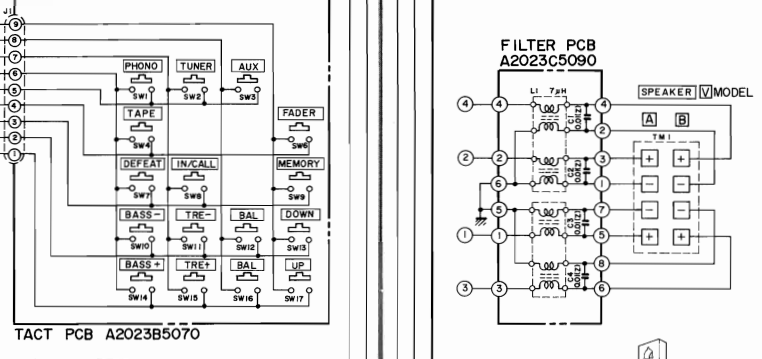 J1
9
8
7
6
5
4
3
2
1
PHONO TUNER AUX
SW1 SW2 SW3
TAPE FADER
SW4 SW6
DEFEAT IN/CALL MEMORY
SW7 SW8 SW9
BASS- TRE- BAL DOWN
SW10 SW11 SW12 SW13
BASS+ TRE+ BAL UP
SW14 SW15 SW16 SW17
TACT PCB A2023B5070
FILTER PCB
A2023C5090
L1 7μH
SPEAKER V MODEL
4 4 4
C1
0.01(Z)
2
A B
TM1
2 2 3
+ +
C2
0.01(Z)
6 1
- -
5 7
- -
C3
0.01(Z)
1 1 5
+ +
8
C4
0.01(Z)
3 3 6